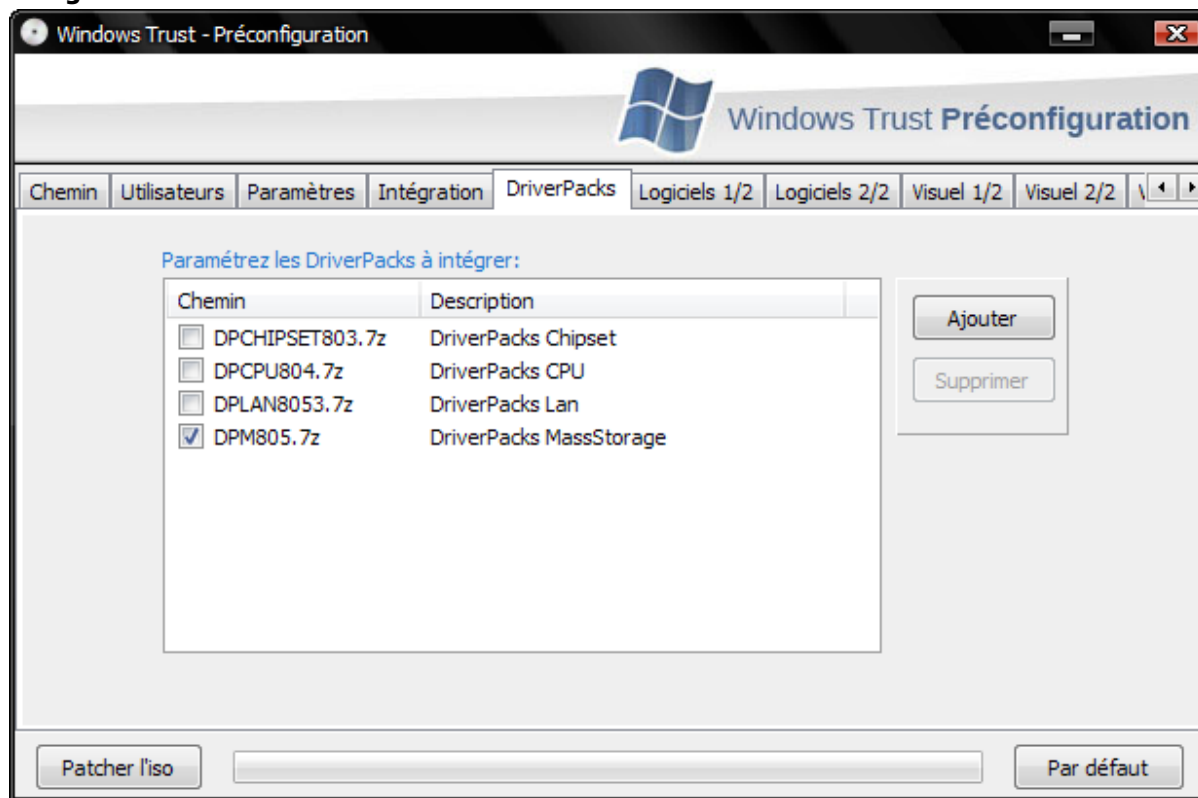 Windows Trust - Préconfiguration
Windows Trust Préconfiguration
Chemin Utilisateurs Paramètres Intégration DriverPacks Logiciels 1/2 Logiciels 2/2 Visuel 1/2 Visuel 2/2
Paramétrez les DriverPacks à intégrer:
Chemin Description
DPCHIPSET803.7z DriverPacks Chipset
DPCPU804.7z DriverPacks CPU
DPLAN8053.7z DriverPacks Lan
DPM805.7z DriverPacks MassStorage
Ajouter
Supprimer
Patcher l'iso
Par défaut